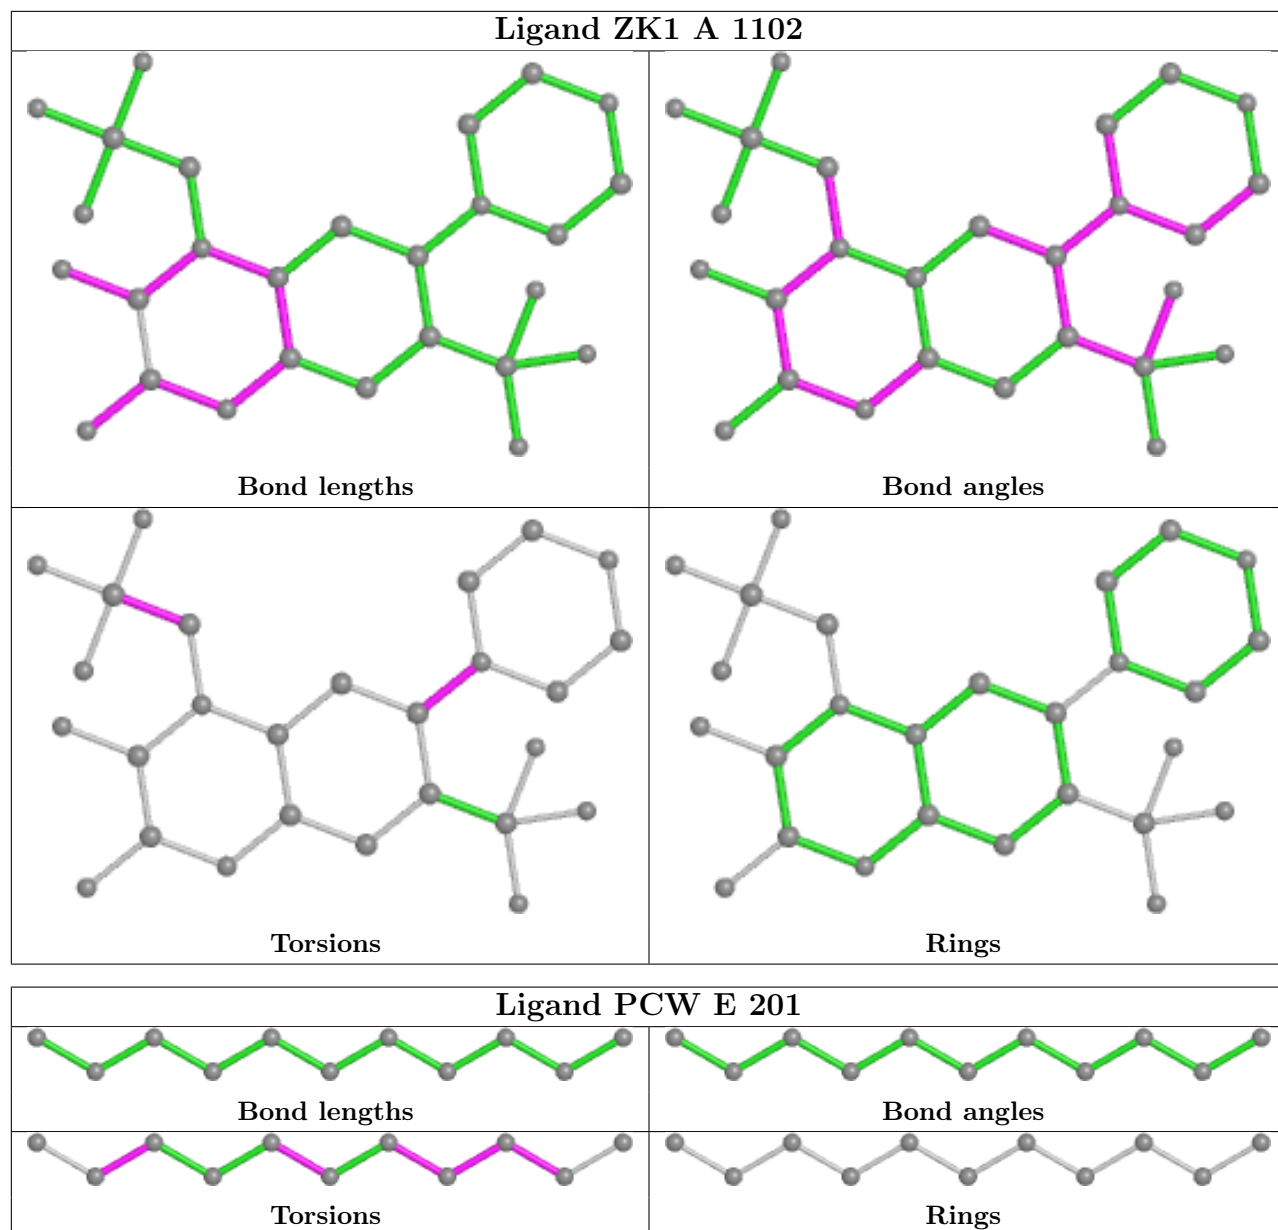 Ligand ZK1 A 1102
Bond lengths
Bond angles
Torsions
Rings
Ligand PCW E 201
Bond lengths
Bond angles
Torsions
Rings